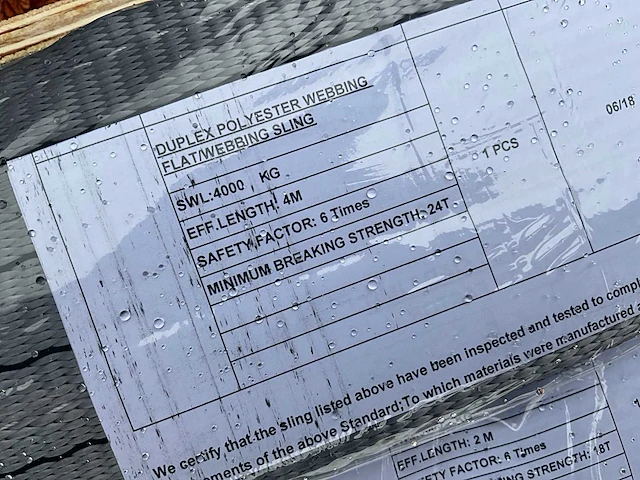 DUPLEX POLYESTER WEBBING
FLAT/WEBBING SLING
SWL:4000 KG
EFF.LENGTH: 4M
SAFETY FACTOR: 6 Times
MINIMUM BREAKING STRENGTH: 24T
1 PCS
06/18
We certify that the sling listed above have been inspected and tested to
of the above Standard;To which materials were manufactured
EFF.LENGTH: 2 M
SAFETY FACTOR: 6 Times
STRENGTH: 18T